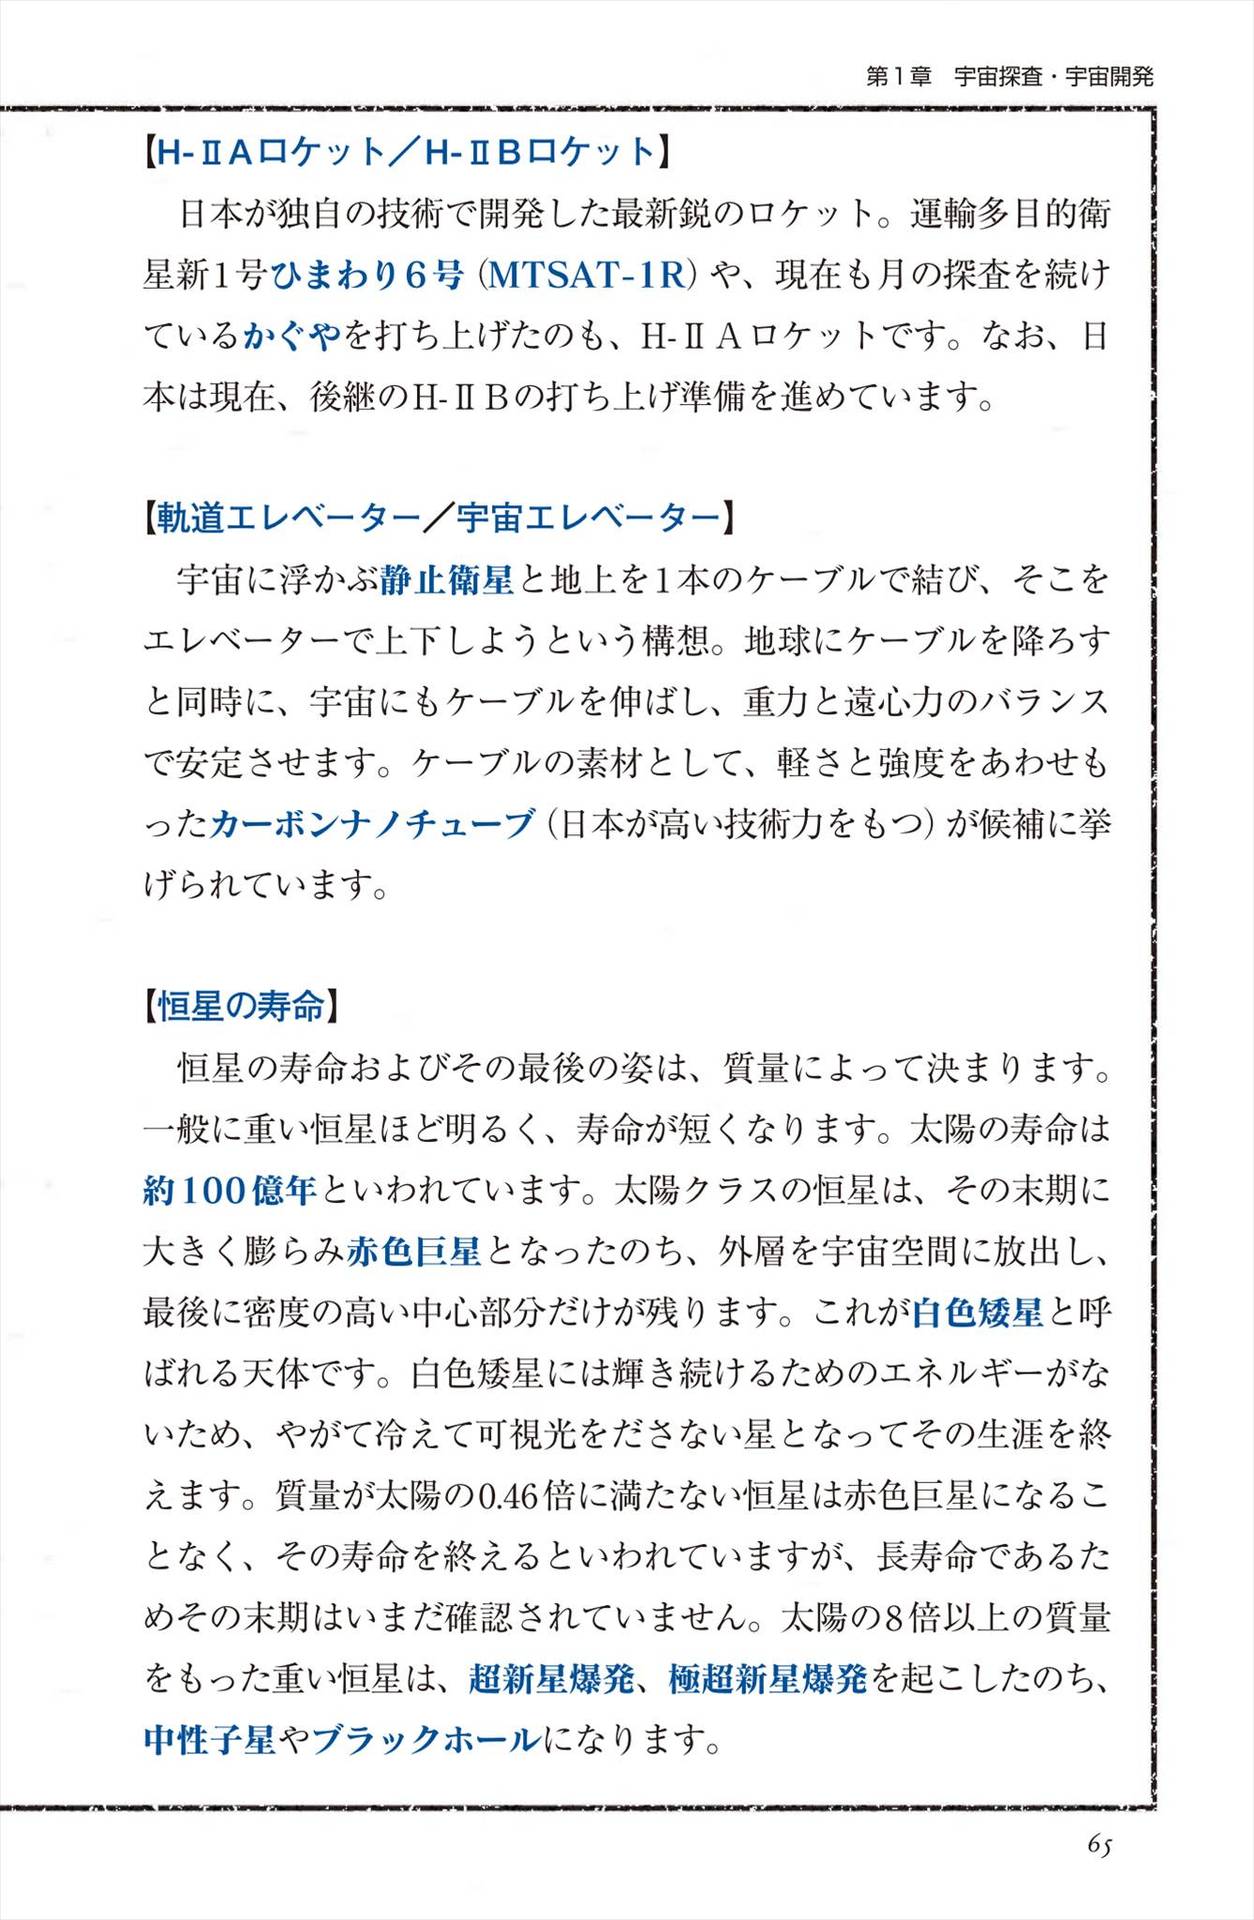 第1章　宇宙探査・宇宙開発
【H-ⅡAロケット／H-ⅡBロケット】
　日本が独自の技術で開発した最新鋭のロケット。運輸多目的衛
星新1号ひまわり6号（MTSAT-1R）や、現在も月の探査を続け
ているかぐやを打ち上げたのも、H-ⅡAロケットです。なお、日
本は現在、後継のH-ⅡBの打ち上げ準備を進めています。
【軌道エレベーター／宇宙エレベーター】
　宇宙に浮かぶ静止衛星と地上を1本のケーブルで結び、そこを
エレベーターで上下しようという構想。地球にケーブルを降ろす
と同時に、宇宙にもケーブルを伸ばし、重力と遠心力のバランス
で安定させます。ケーブルの素材として、軽さと強度をあわせも
ったカーボンナノチューブ（日本が高い技術力をもつ）が候補に挙
げられています。
【恒星の寿命】
　恒星の寿命およびその最後の姿は、質量によって決まります。
一般に重い恒星ほど明るく、寿命が短くなります。太陽の寿命は
約100億年といわれています。太陽クラスの恒星は、その末期に
大きく膨らみ赤色巨星となったのち、外層を宇宙空間に放出し、
最後に密度の高い中心部分だけが残ります。これが白色矮星と呼
ばれる天体です。白色矮星には輝き続けるためのエネルギーがな
いため、やがて冷えて可視光をださない星となってその生涯を終
えます。質量が太陽の0.46倍に満たない恒星は赤色巨星になるこ
となく、その寿命を終えるといわれていますが、長寿命であるた
めその末期はいまだ確認されていません。太陽の8倍以上の質量
をもった重い恒星は、超新星爆発、極超新星爆発を起こしたのち、
中性子星やブラックホールになります。
65